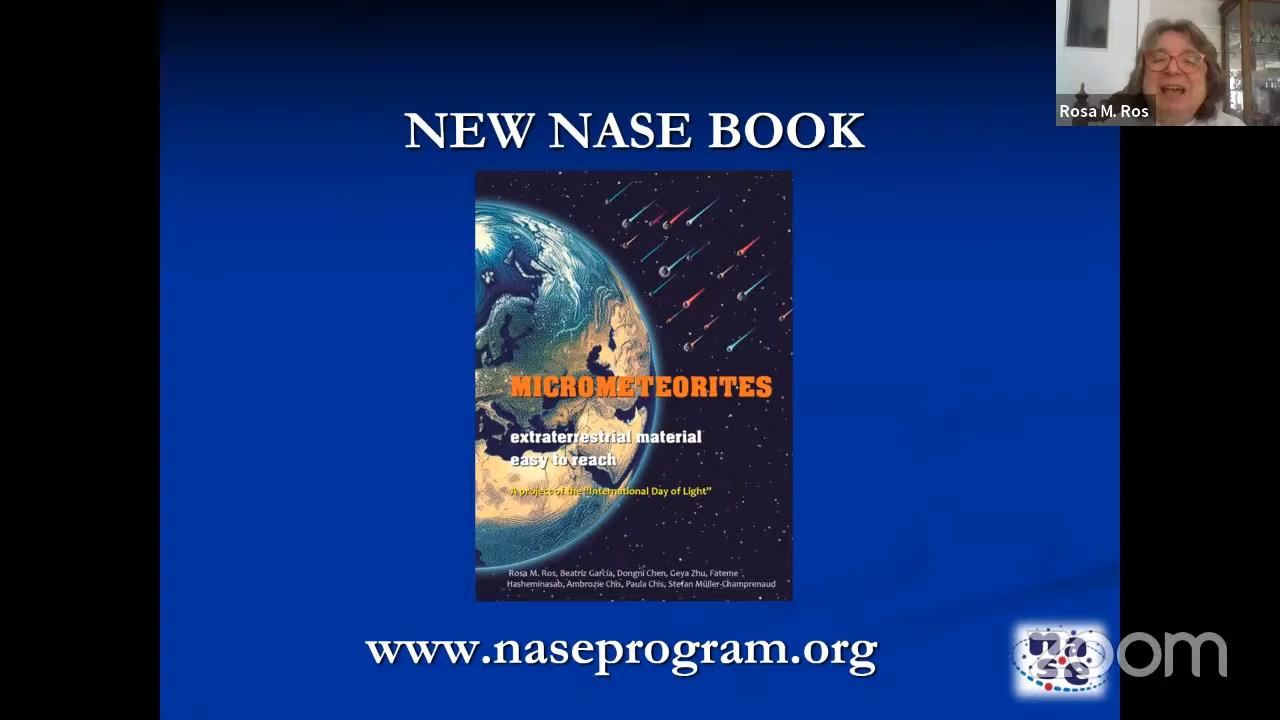 Rosa M. Ros
NEW NASE BOOK
MICROMETEORITES
extraterrestrial material
easy to reach
A project of the "International Day of Light"
Rosa M. Ros, Beatriz García, Dongni Chen, Geya Zhu, Fateme
Hasheminasab, Ambrozie Chis, Paula Chis, Stefan Müller-Champrenaud
www.naseprogram.org
nase
zoom